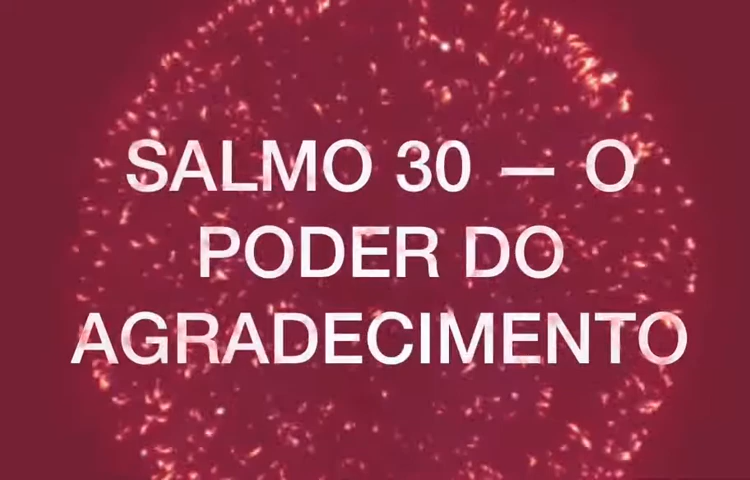 SALMO 30 — O
PODER DO
AGRADECIMENTO